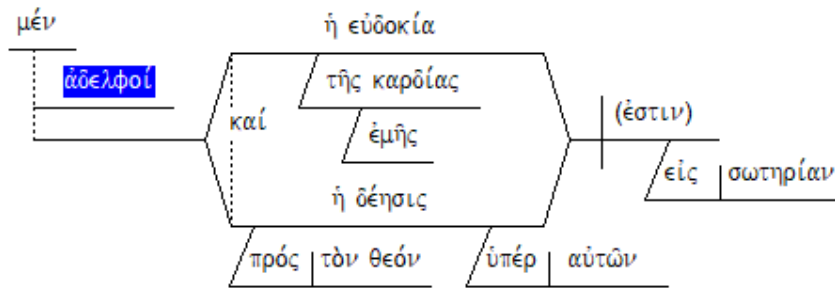 μέν
ἡ εὐδοκία
ἀδελφοί
τῆς καρδίας
(ἐστιν)
καί
ἐμῆς
εἰς σωτηρίαν
ἡ δέησις
πρός τὸν θεόν ὑπέρ αὐτῶν